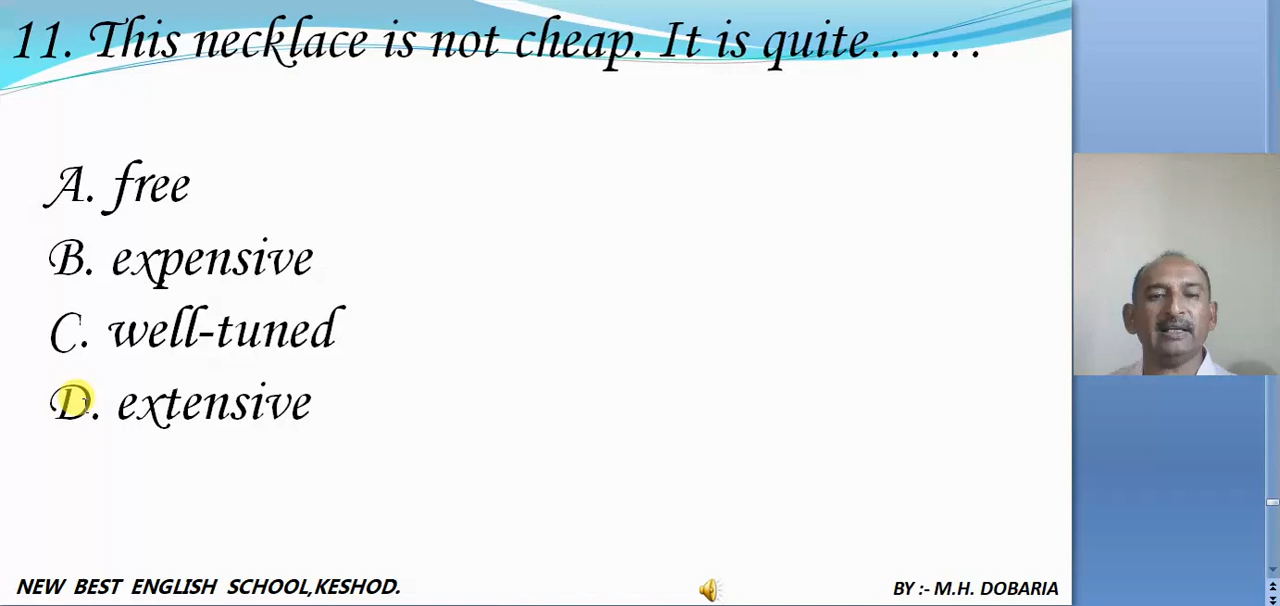 11. This necklace is not cheap. It is quite......
A. free
B. expensive
C. well-tuned
D. extensive
NEW BEST ENGLISH SCHOOL,KESHOD.
BY :- M.H. DOBARIA